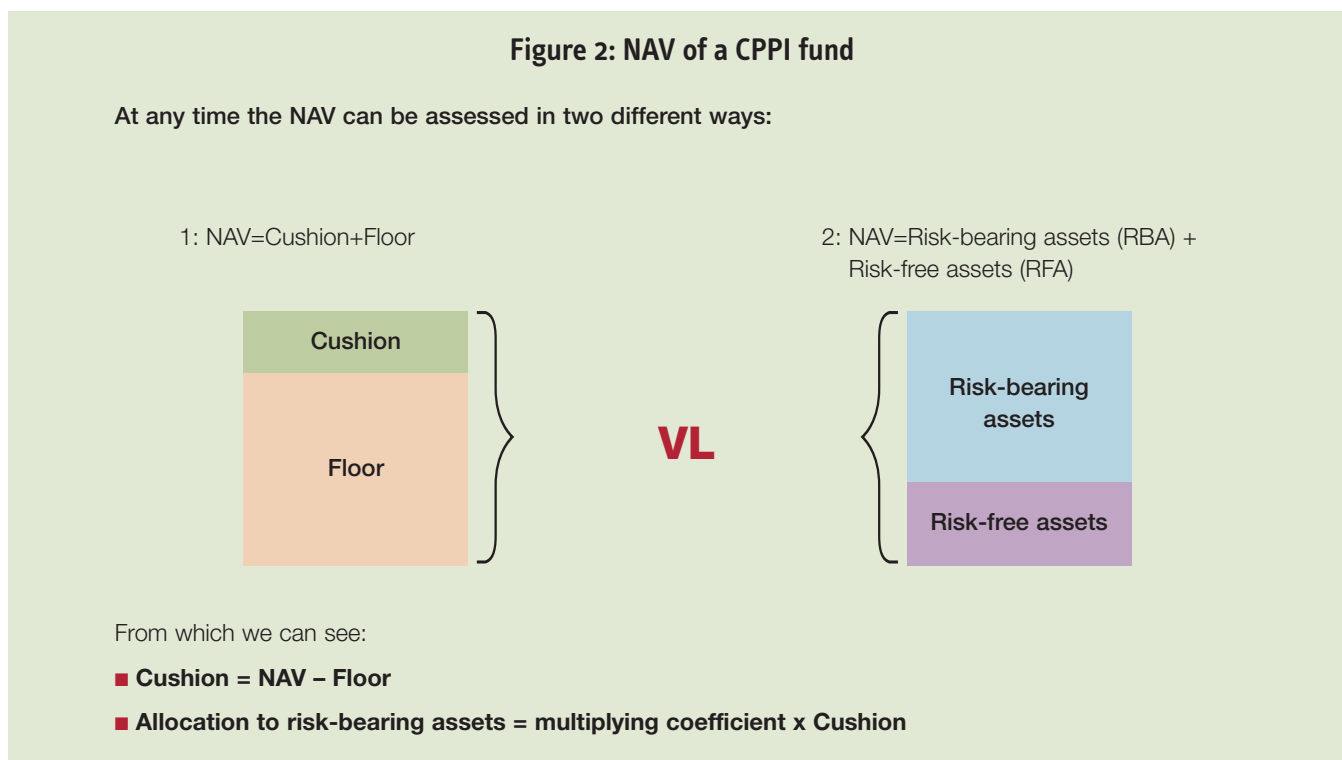 Figure 2: NAV of a CPPI fund
At any time the NAV can be assessed in two different ways:
1: NAV=Cushion+Floor
2: NAV=Risk-bearing assets (RBA) +
Risk-free assets (RFA)
Cushion
Floor
VL
Risk-bearing
assets
Risk-free assets
From which we can see:
■ Cushion = NAV – Floor
■ Allocation to risk-bearing assets = multiplying coefficient x Cushion